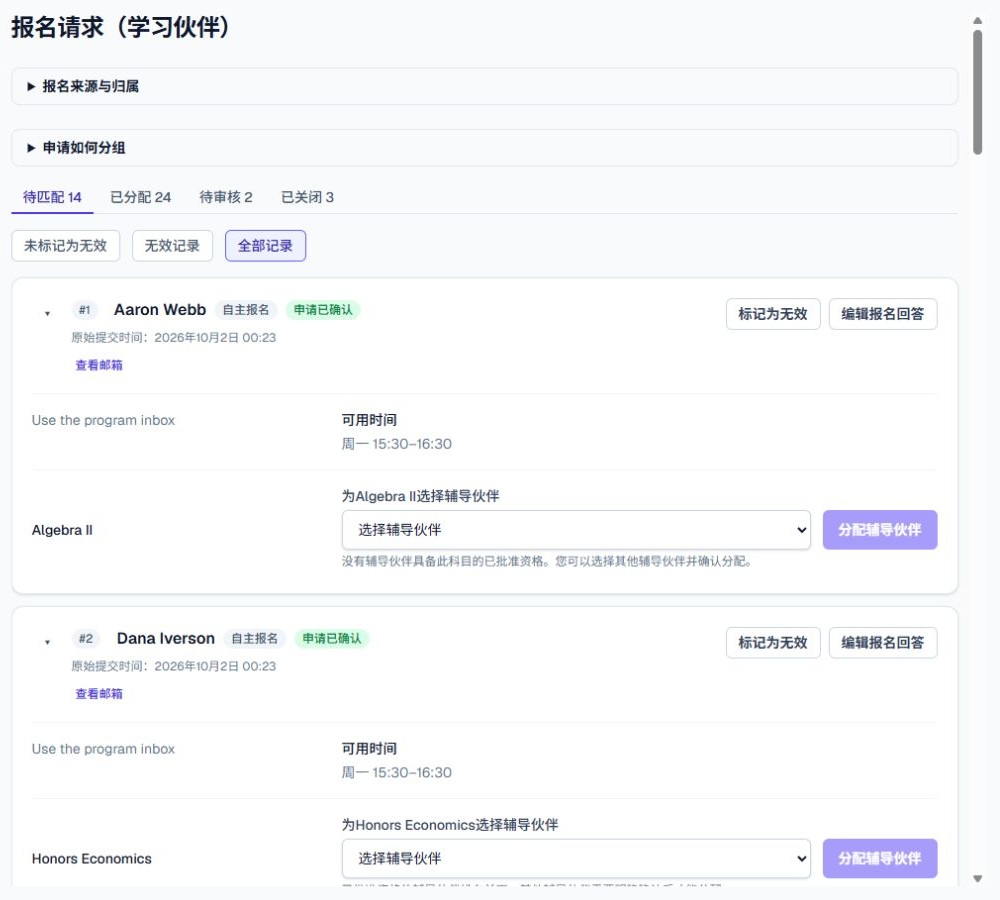 报名请求（学习伙伴）
报名来源与归属
申请如何分组
待匹配 14 已分配 24 待审核 2 已关闭 3
未标记为无效 无效记录 全部记录
#1 Aaron Webb 自主报名 申请已确认 标记为无效 编辑报名回答
原始提交时间：2026年10月2日 00:23
查看邮箱
Use the program inbox 可用时间
周一 15:30–16:30
为Algebra II选择辅导伙伴
Algebra II 选择辅导伙伴 分配辅导伙伴
没有辅导伙伴具备此科目的已批准资格。您可以选择其他辅导伙伴并确认分配。
#2 Dana Iverson 自主报名 申请已确认 标记为无效 编辑报名回答
原始提交时间：2026年10月2日 00:23
查看邮箱
Use the program inbox 可用时间
周一 15:30–16:30
为Honors Economics选择辅导伙伴
Honors Economics 选择辅导伙伴 分配辅导伙伴